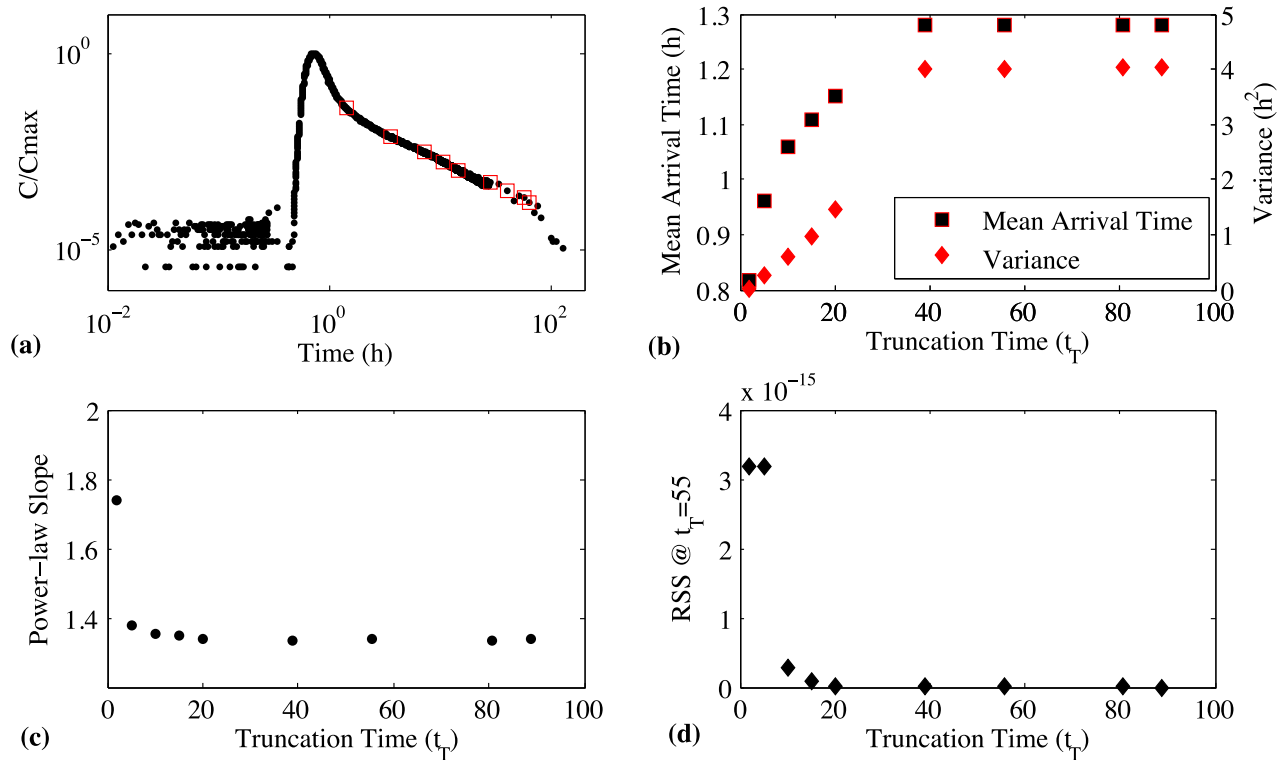 C/Cmax
10^0
10^-5
10^-2
10^0
10^2
Time (h)
(a)
Mean Arrival Time (h)
1.3
1.2
1.1
1
0.9
0.8
5
4
3
2
1
0
Variance (h^2)
Mean Arrival Time
Variance
0 20 40 60 80 100
Truncation Time (t_T)
(b)
Power-law Slope
2
1.8
1.6
1.4
0 20 40 60 80 100
Truncation Time (t_T)
(c)
x 10^-15
RSS @ t_T=55
4
3
2
1
0
0 20 40 60 80 100
Truncation Time (t_T)
(d)